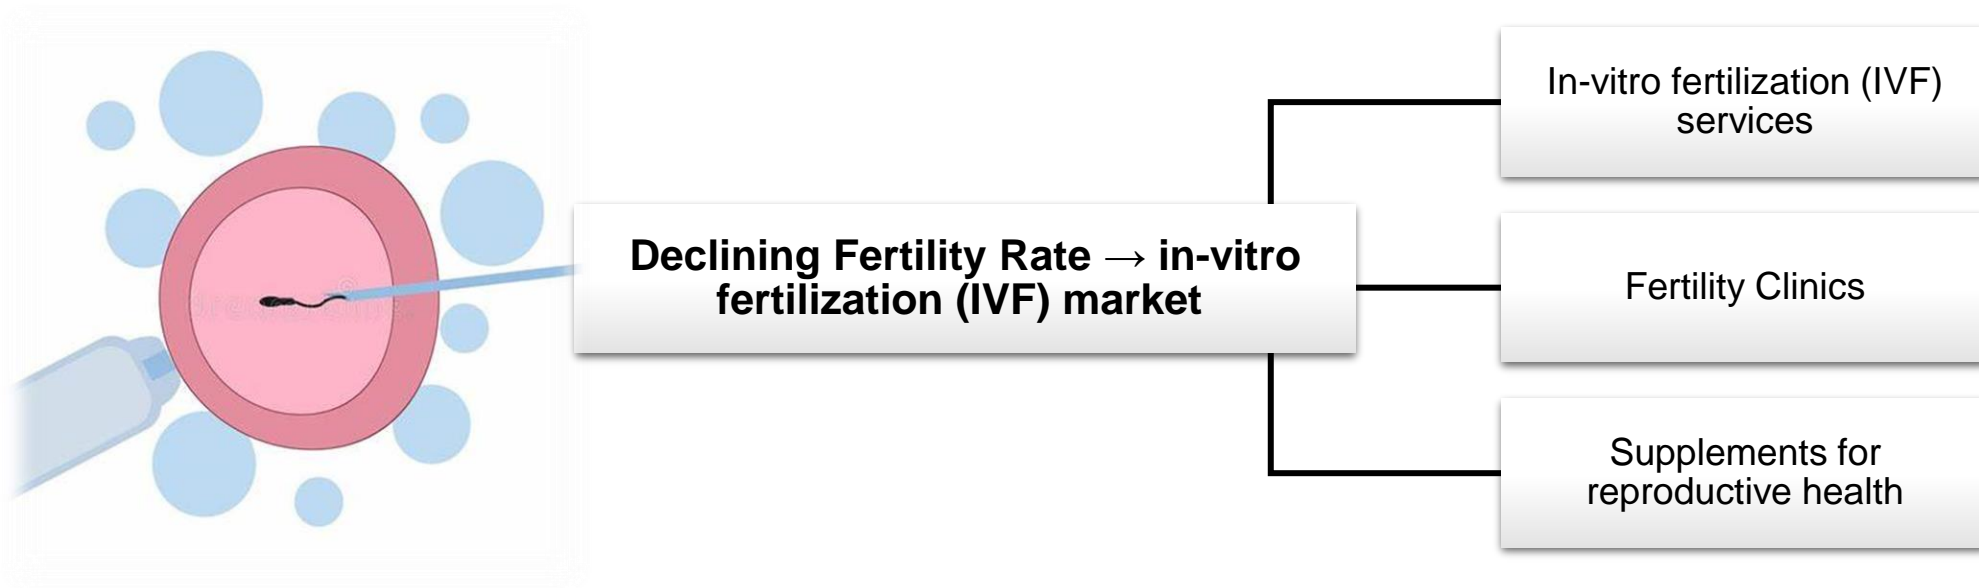 Declining Fertility Rate → in-vitro
fertilization (IVF) market
In-vitro fertilization (IVF)
services
Fertility Clinics
Supplements for
reproductive health